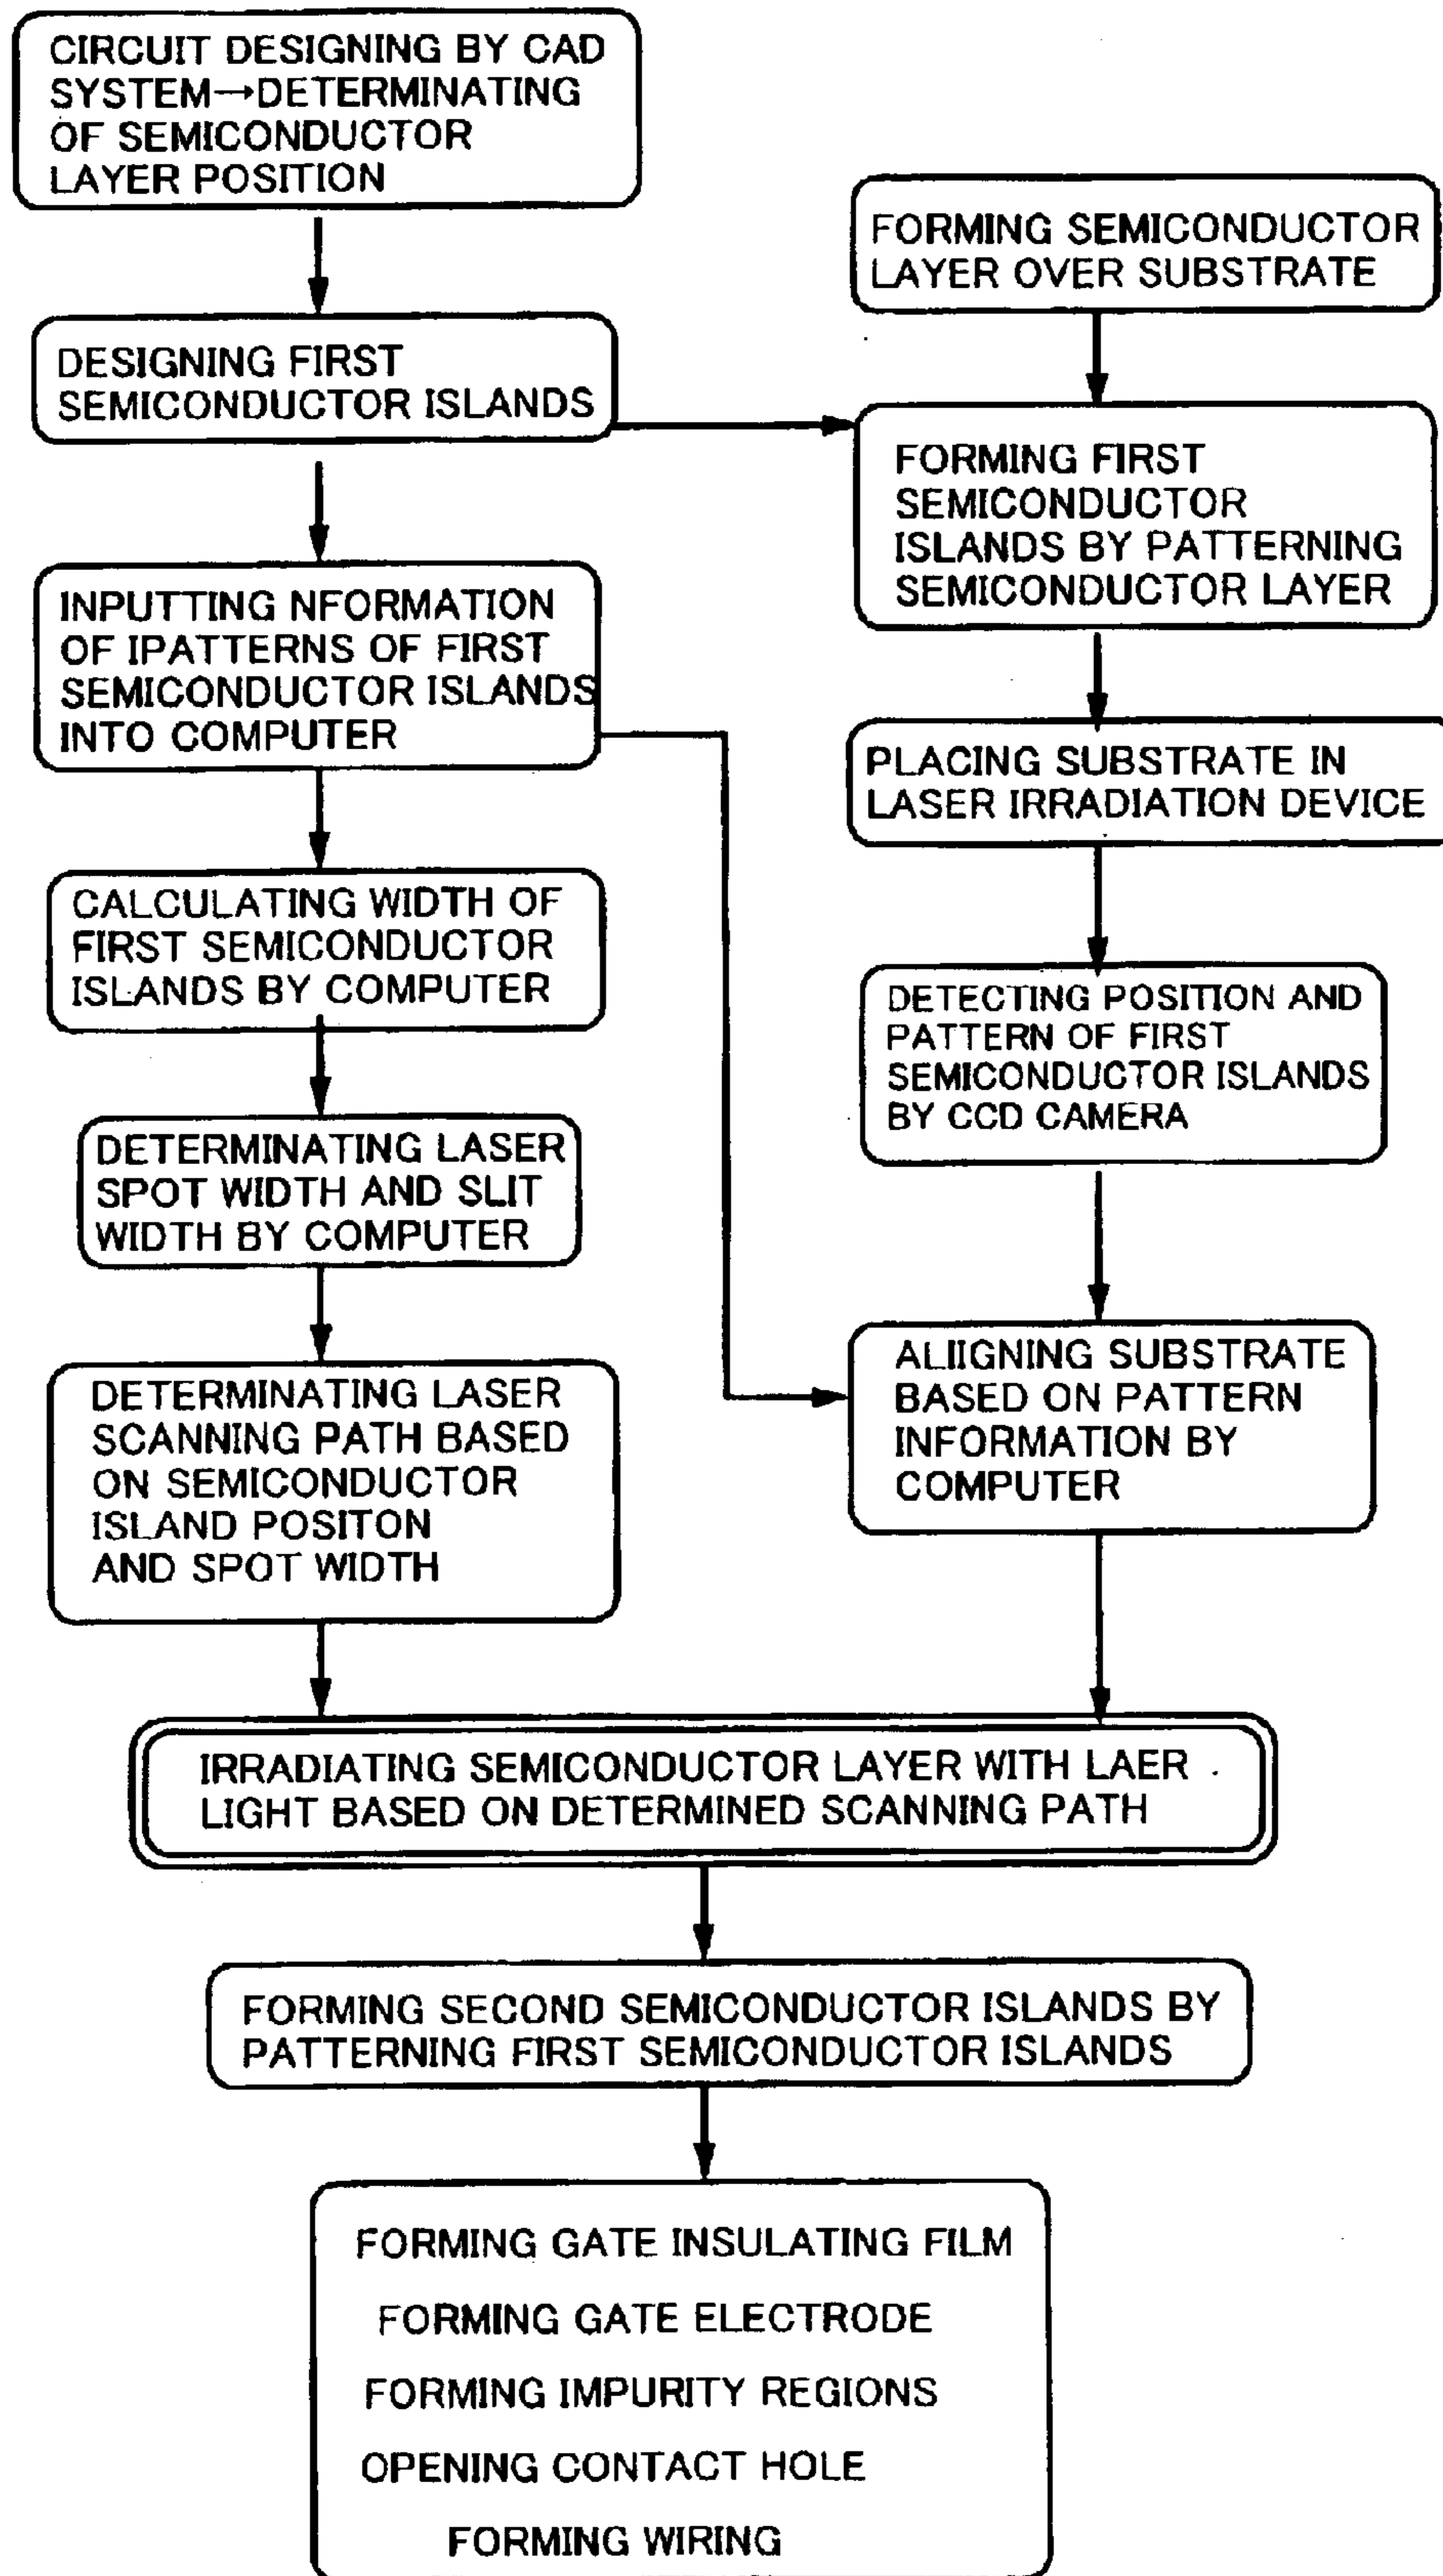 CIRCUIT DESIGNING BY CAD
SYSTEM→DETERMINATING
OF SEMICONDUCTOR
LAYER POSITION
DESIGNING FIRST
SEMICONDUCTOR ISLANDS
INPUTTING NFORMATION
OF IPATTERNS OF FIRST
SEMICONDUCTOR ISLANDS
INTO COMPUTER
CALCULATING WIDTH OF
FIRST SEMICONDUCTOR
ISLANDS BY COMPUTER
DETERMINATING LASER
SPOT WIDTH AND SLIT
WIDTH BY COMPUTER
DETERMINATING LASER
SCANNING PATH BASED
ON SEMICONDUCTOR
ISLAND POSITON
AND SPOT WIDTH
FORMING SEMICONDUCTOR
LAYER OVER SUBSTRATE
FORMING FIRST
SEMICONDUCTOR
ISLANDS BY PATTERNING
SEMICONDUCTOR LAYER
PLACING SUBSTRATE IN
LASER IRRADIATION DEVICE
DETECTING POSITION AND
PATTERN OF FIRST
SEMICONDUCTOR ISLANDS
BY CCD CAMERA
ALIIGNING SUBSTRATE
BASED ON PATTERN
INFORMATION BY
COMPUTER
IRRADIATING SEMICONDUCTOR LAYER WITH LAER
LIGHT BASED ON DETERMINED SCANNING PATH
FORMING SECOND SEMICONDUCTOR ISLANDS BY
PATTERNING FIRST SEMICONDUCTOR ISLANDS
FORMING GATE INSULATING FILM
FORMING GATE ELECTRODE
FORMING IMPURITY REGIONS
OPENING CONTACT HOLE
FORMING WIRING